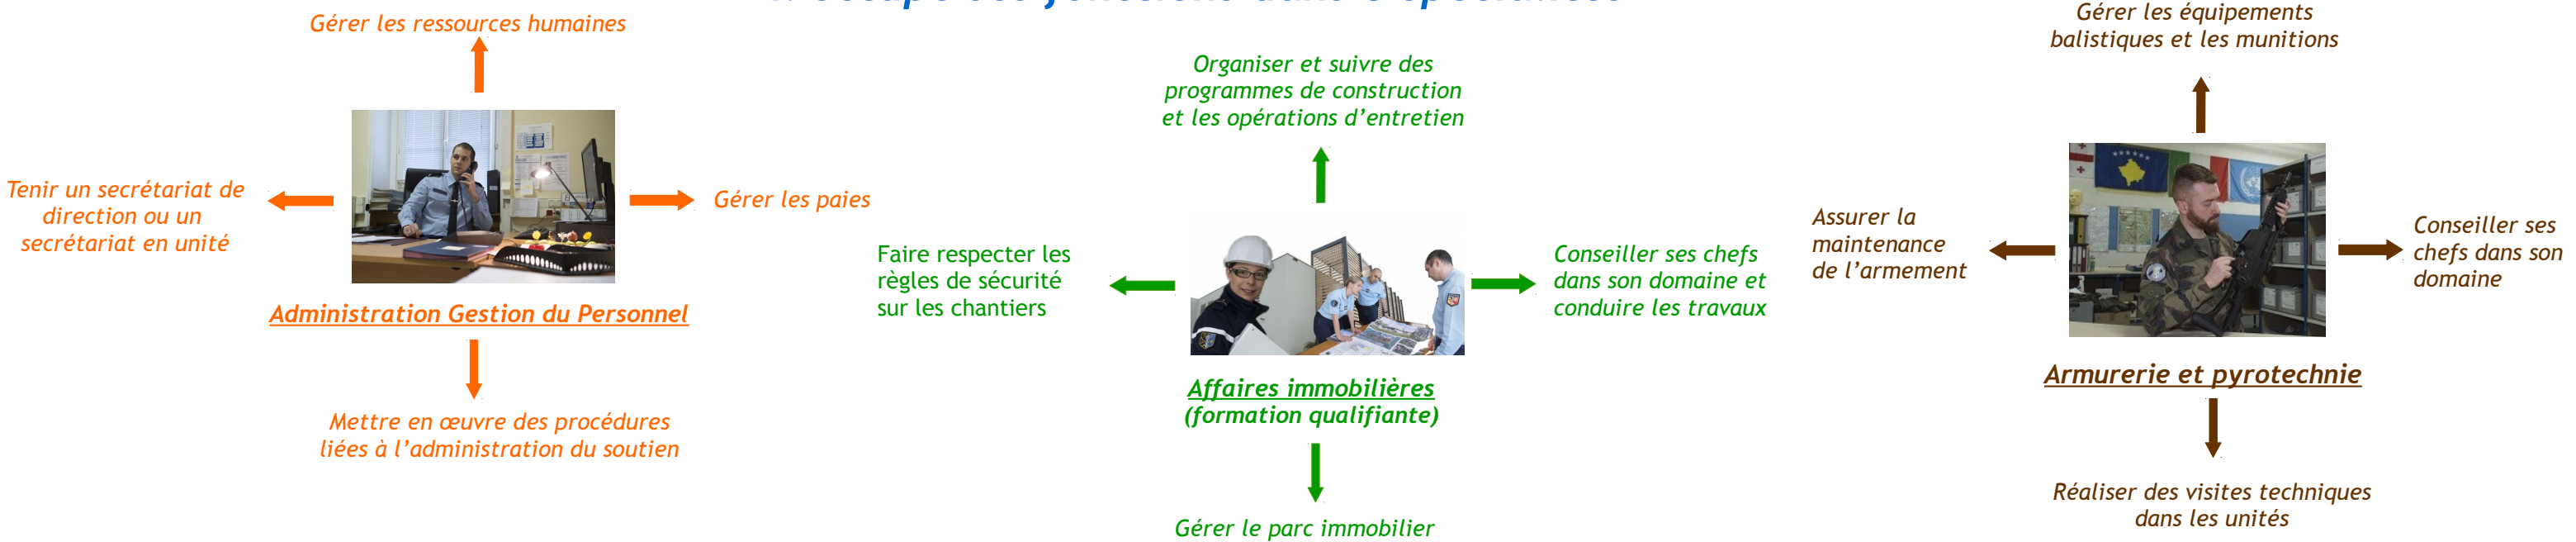 Gérer les ressources humaines
Tenir un secrétariat de
direction ou un
secrétariat en unité
Gérer les paies
Administration Gestion du Personnel
Mettre en œuvre des procédures
liées à l’administration du soutien
Organiser et suivre des
programmes de construction
et les opérations d’entretien
Faire respecter les
règles de sécurité
sur les chantiers
Conseiller ses chefs
dans son domaine et
conduire les travaux
Affaires immobilières
(formation qualifiante)
Gérer le parc immobilier
Gérer les équipements
balistiques et les munitions
Assurer la
maintenance
de l’armement
Conseiller ses
chefs dans son
domaine
Armurerie et pyrotechnie
Réaliser des visites techniques
dans les unités